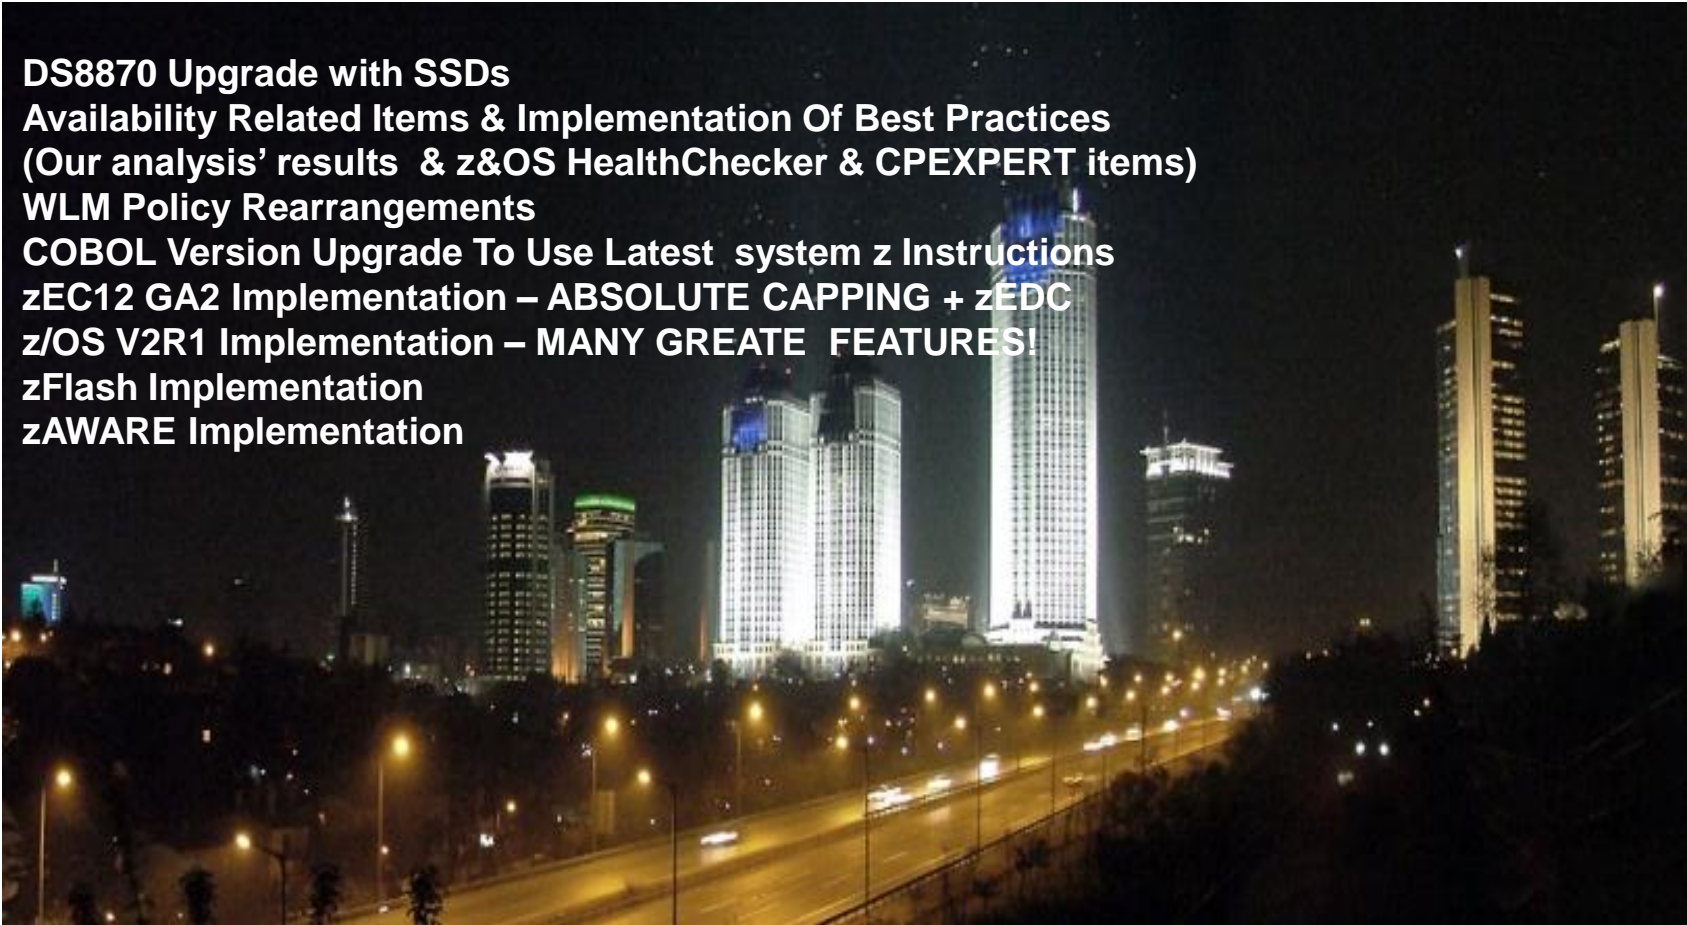 DS8870 Upgrade with SSDs
Availability Related Items & Implementation Of Best Practices
(Our analysis’ results  & z&OS HealthChecker & CPEXPERT items)
WLM Policy Rearrangements
COBOL Version Upgrade To Use Latest  system z Instructions
zEC12 GA2 Implementation – ABSOLUTE CAPPING + zEDC
z/OS V2R1 Implementation – MANY GREATE  FEATURES!
zFlash Implementation
zAWARE Implementation